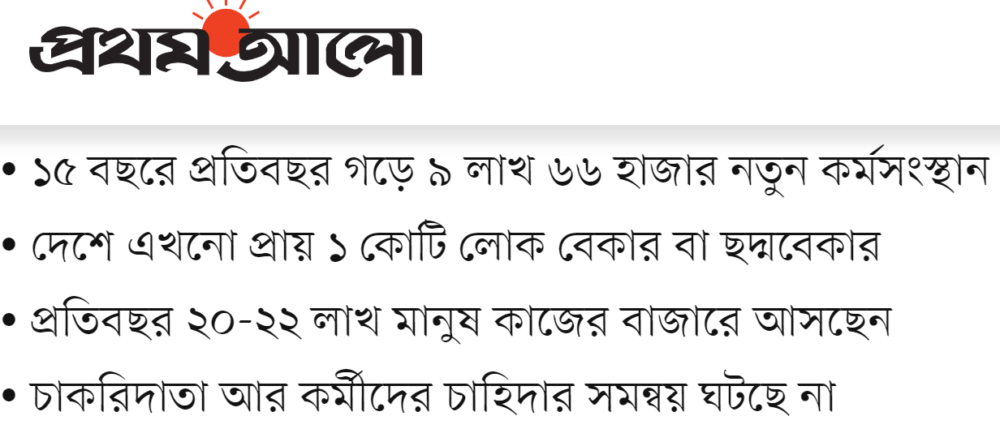 প্রথম আলো
• ১৫ বছরে প্রতিবছর গড়ে ৯ লাখ ৬৬ হাজার নতুন কর্মসংস্থান
• দেশে এখনো প্রায় ১ কোটি লোক বেকার বা ছদ্মবেকার
• প্রতিবছর ২০-২২ লাখ মানুষ কাজের বাজারে আসছেন
• চাকরিদাতা আর কর্মীদের চাহিদার সমন্বয় ঘটছে না